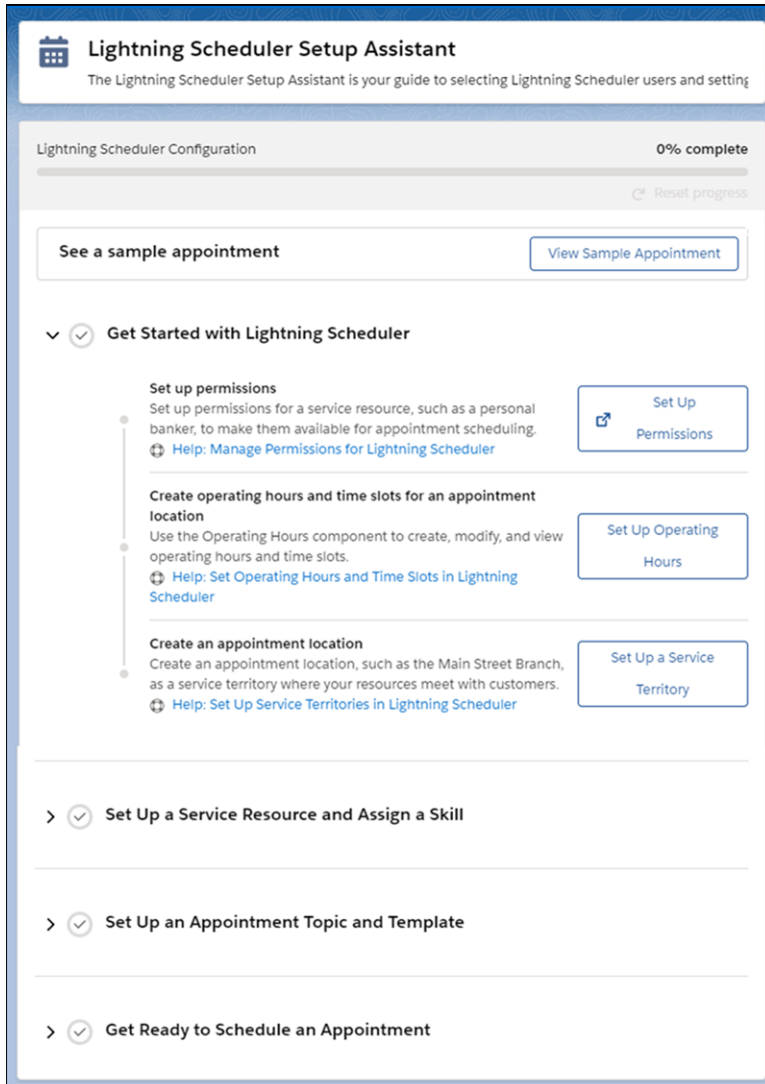 Lightning Scheduler Setup Assistant
The Lightning Scheduler Setup Assistant is your guide to selecting Lightning Scheduler users and setting
Lightning Scheduler Configuration
0% complete
Reset progress
See a sample appointment
View Sample Appointment
Get Started with Lightning Scheduler
Set up permissions
Set up permissions for a service resource, such as a personal
banker, to make them available for appointment scheduling.
Help: Manage Permissions for Lightning Scheduler
Set Up
Permissions
Create operating hours and time slots for an appointment
location
Use the Operating Hours component to create, modify, and view
operating hours and time slots.
Help: Set Operating Hours and Time Slots in Lightning
Scheduler
Set Up Operating
Hours
Create an appointment location
Create an appointment location, such as the Main Street Branch,
as a service territory where your resources meet with customers.
Help: Set Up Service Territories in Lightning Scheduler
Set Up a Service
Territory
Set Up a Service Resource and Assign a Skill
Set Up an Appointment Topic and Template
Get Ready to Schedule an Appointment